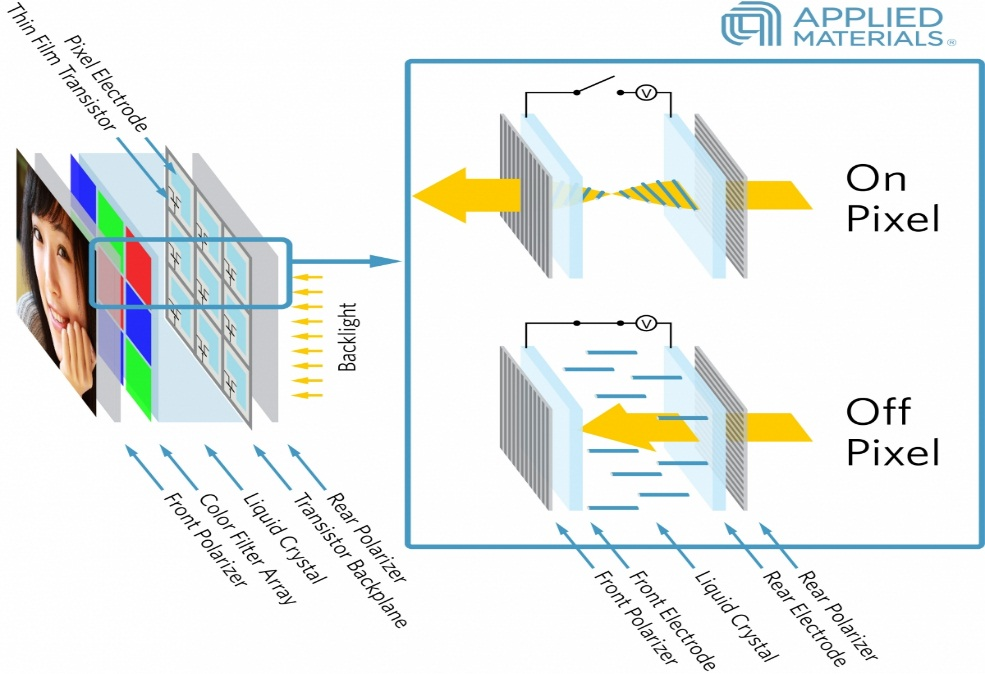 APPLIED
MATERIALS®
Thin Film Transistor
Pixel Electrode
V
On
Pixel
Backlight
V
Off
Pixel
Front Polarizer
Color Filter Array
Liquid Crystal
Transistor Backplane
Rear Polarizer
Front Polarizer
Front Electrode
Liquid Crystal
Rear Electrode
Rear Polarizer